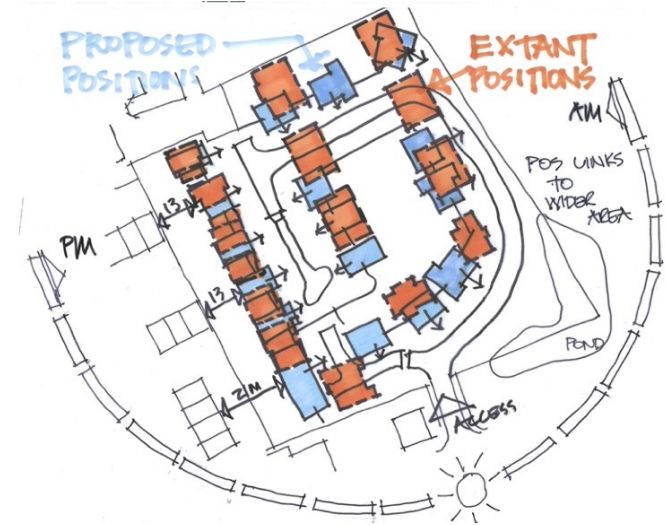 PROPOSED
POSITIONS
EXTANT
POSITIONS
AM
POS LINKS
TO
WIDER
AREA
13
PM
13
21M
POND
ACCESS